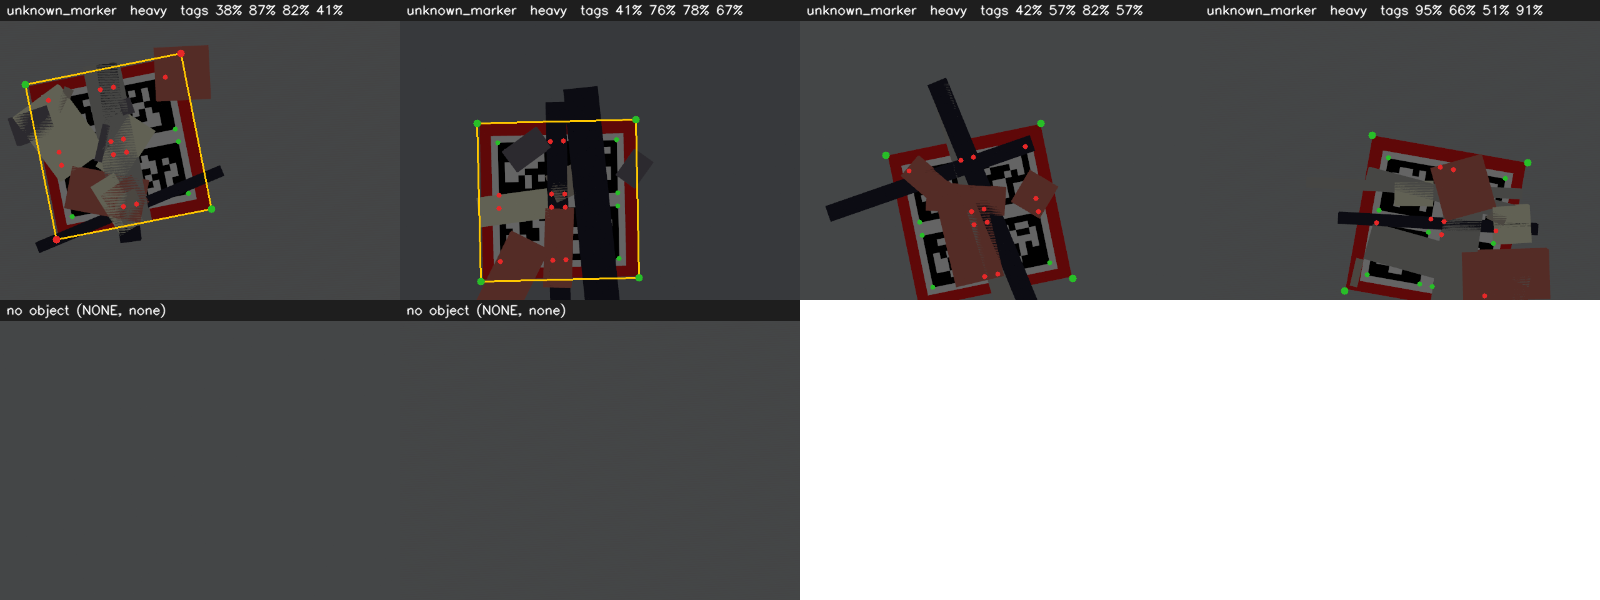 unknown_marker heavy tags 38% 87% 82% 41%
unknown_marker heavy tags 41% 76% 78% 67%
unknown_marker heavy tags 42% 57% 82% 57%
unknown_marker heavy tags 95% 66% 51% 91%
no object (NONE, none)
no object (NONE, none)